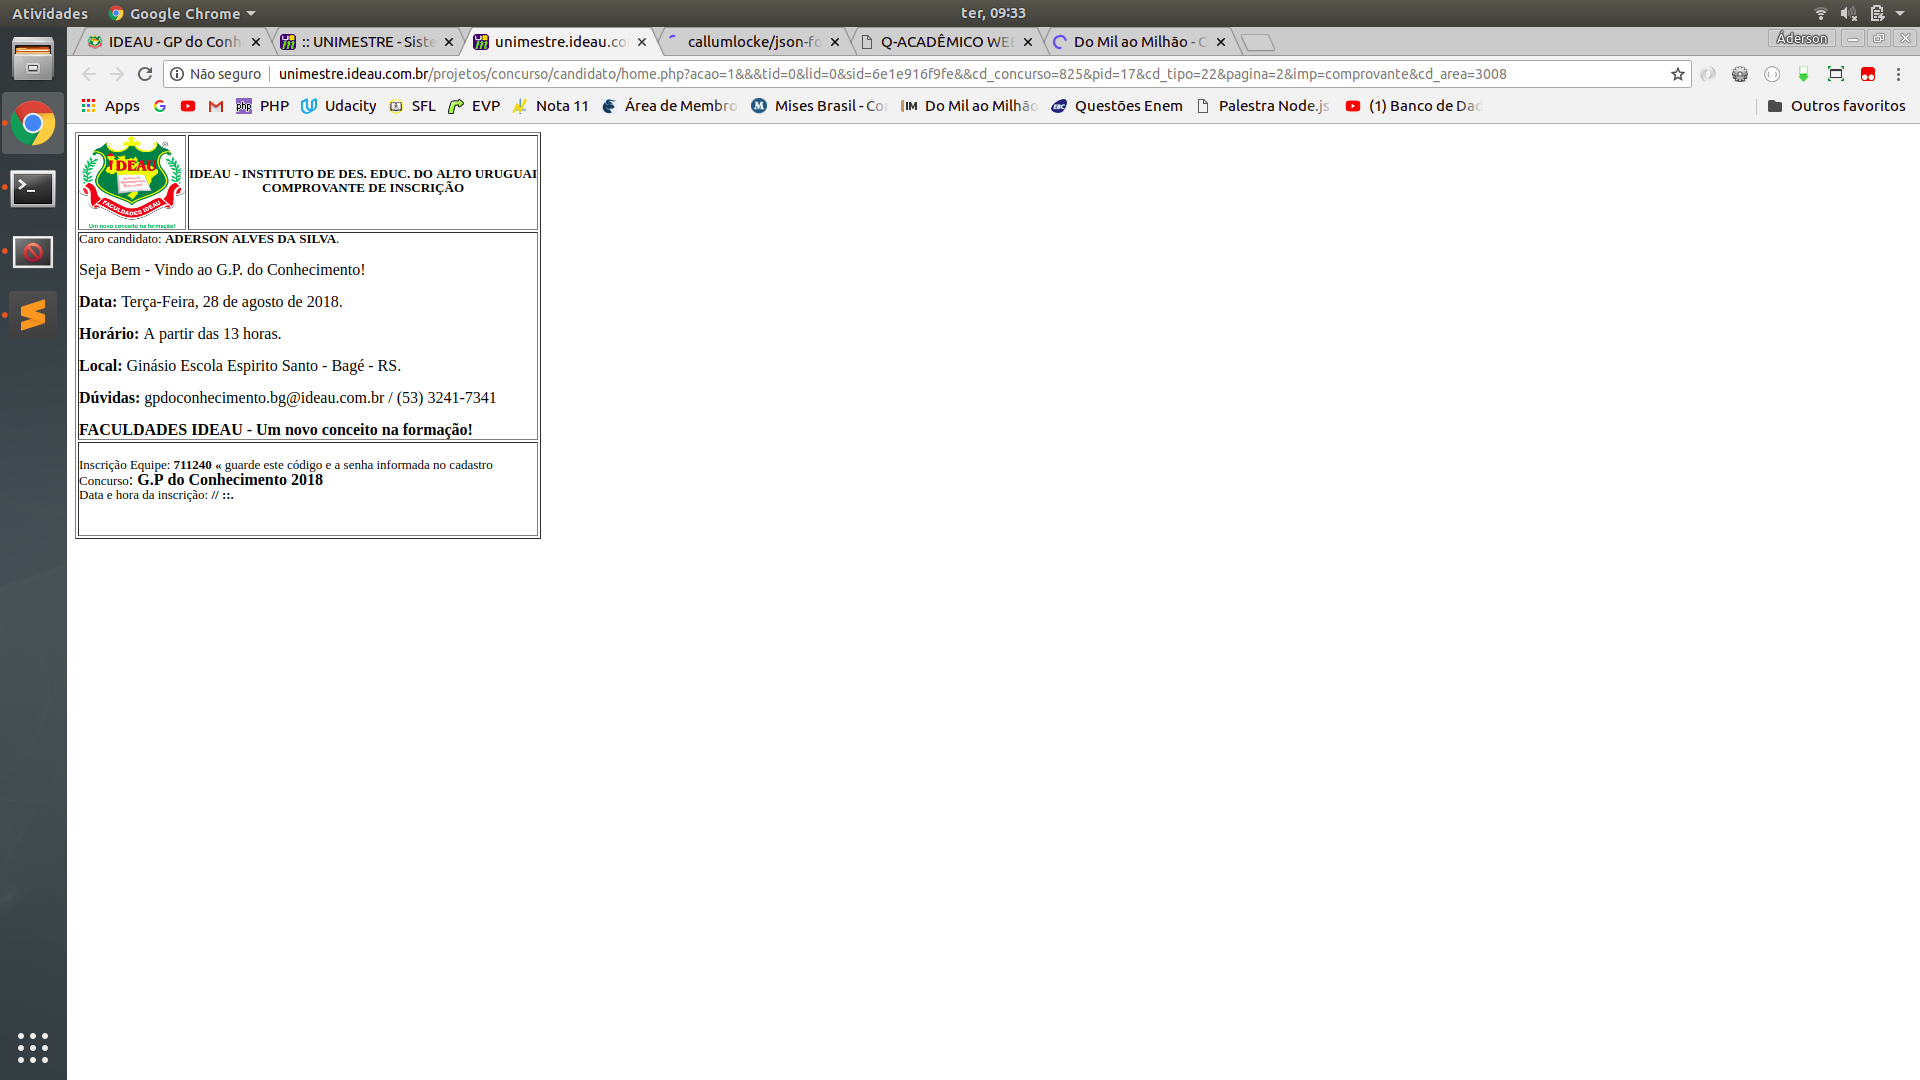 Atividades
Google Chrome
ter, 09:33
IDEAU - GP do Conh
:: UNIMESTRE - Siste
unimestre.ideau.co
callumlocke/json-fo
Q-ACADÊMICO WEB
Do Mil ao Milhão - C
Áderson
Não seguro
unimestre.ideau.com.br/projetos/concurso/candidato/home.php?acao=1&&&tid=0&lid=0&sid=6e1e916f9fe&&cd_concurso=825&pid=17&cd_tipo=22&pagina=2&imp=comprovante&cd_area=3008
Apps
PHP
Udacity
SFL
EVP
Nota 11
Área de Membro
Mises Brasil - Co
Do Mil ao Milhão
Questões Enem
Palestra Node.js
(1) Banco de Dad
Outros favoritos
IDEAU
FACULDADES IDEAU
Um novo conceito na formação!
IDEAU - INSTITUTO DE DES. EDUC. DO ALTO URUGUAI
COMPROVANTE DE INSCRIÇÃO
Caro candidato: ADERSON ALVES DA SILVA.
Seja Bem - Vindo ao G.P. do Conhecimento!
Data: Terça-Feira, 28 de agosto de 2018.
Horário: A partir das 13 horas.
Local: Ginásio Escola Espirito Santo - Bagé - RS.
Dúvidas: gpdoconhecimento.bg@ideau.com.br / (53) 3241-7341
FACULDADES IDEAU - Um novo conceito na formação!
Inscrição Equipe: 711240 « guarde este código e a senha informada no cadastro
Concurso: G.P do Conhecimento 2018
Data e hora da inscrição: // ::.